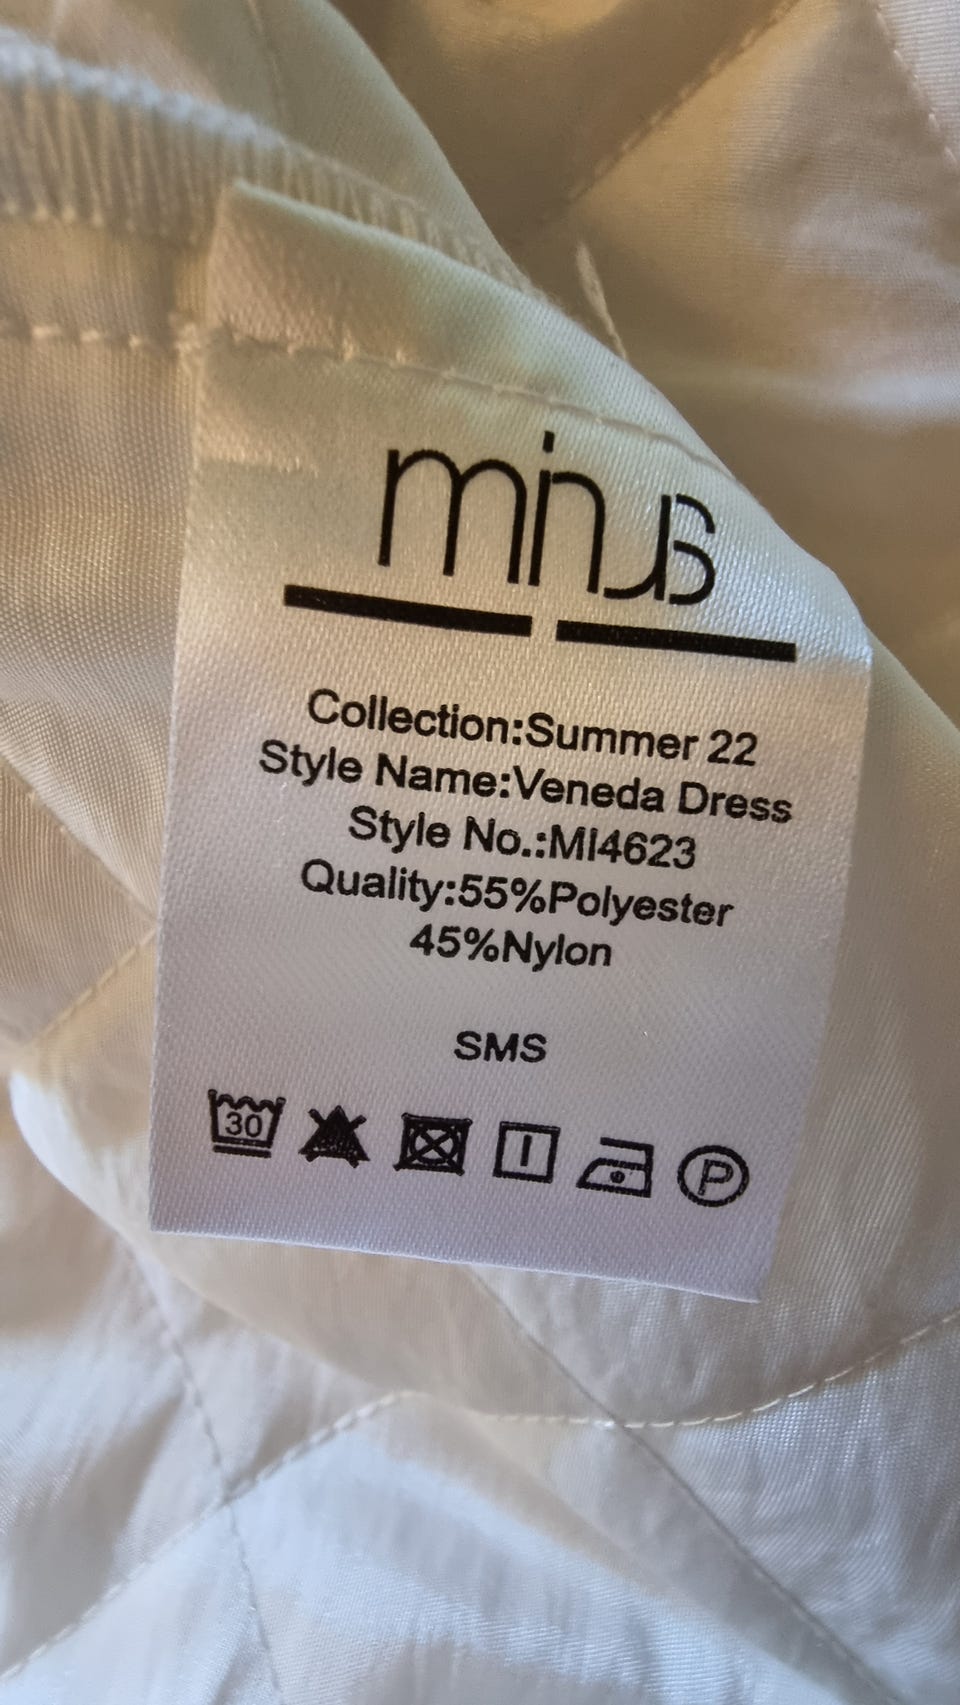 minus
Collection:Summer 22
Style Name:Veneda Dress
Style No.:MI4623
Quality:55%Polyester
45%Nylon
SMS
30 P